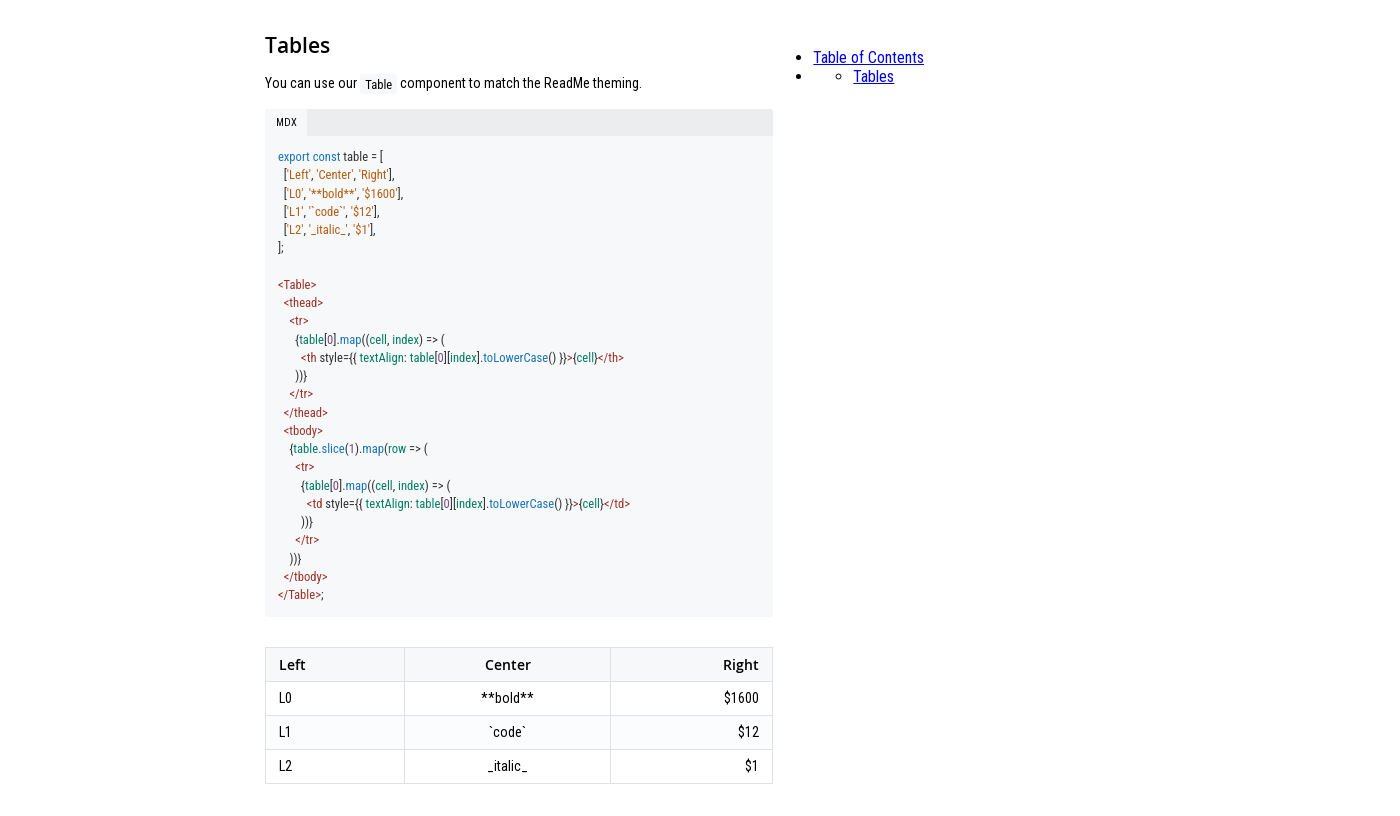 Tables
You can use our Table component to match the ReadMe theming.
MDX
export const table = [
  ['Left', 'Center', 'Right'],
  ['L0', '**bold**', '$1600'],
  ['L1', '`code`', '$12'],
  ['L2', '_italic_', '$1'],
];

<Table>
  <thead>
    <tr>
      {table[0].map((cell, index) => (
        <th style={{ textAlign: table[0][index].toLowerCase() }}>{cell}</th>
      ))}
    </tr>
  </thead>
  <tbody>
    {table.slice(1).map(row => (
      <tr>
        {table[0].map((cell, index) => (
          <td style={{ textAlign: table[0][index].toLowerCase() }}>{cell}</td>
        ))}
      </tr>
    ))}
  </tbody>
</Table>;
Left Center Right
L0 **bold** $1600
L1 `code` $12
L2 _italic_ $1
Table of Contents
Tables